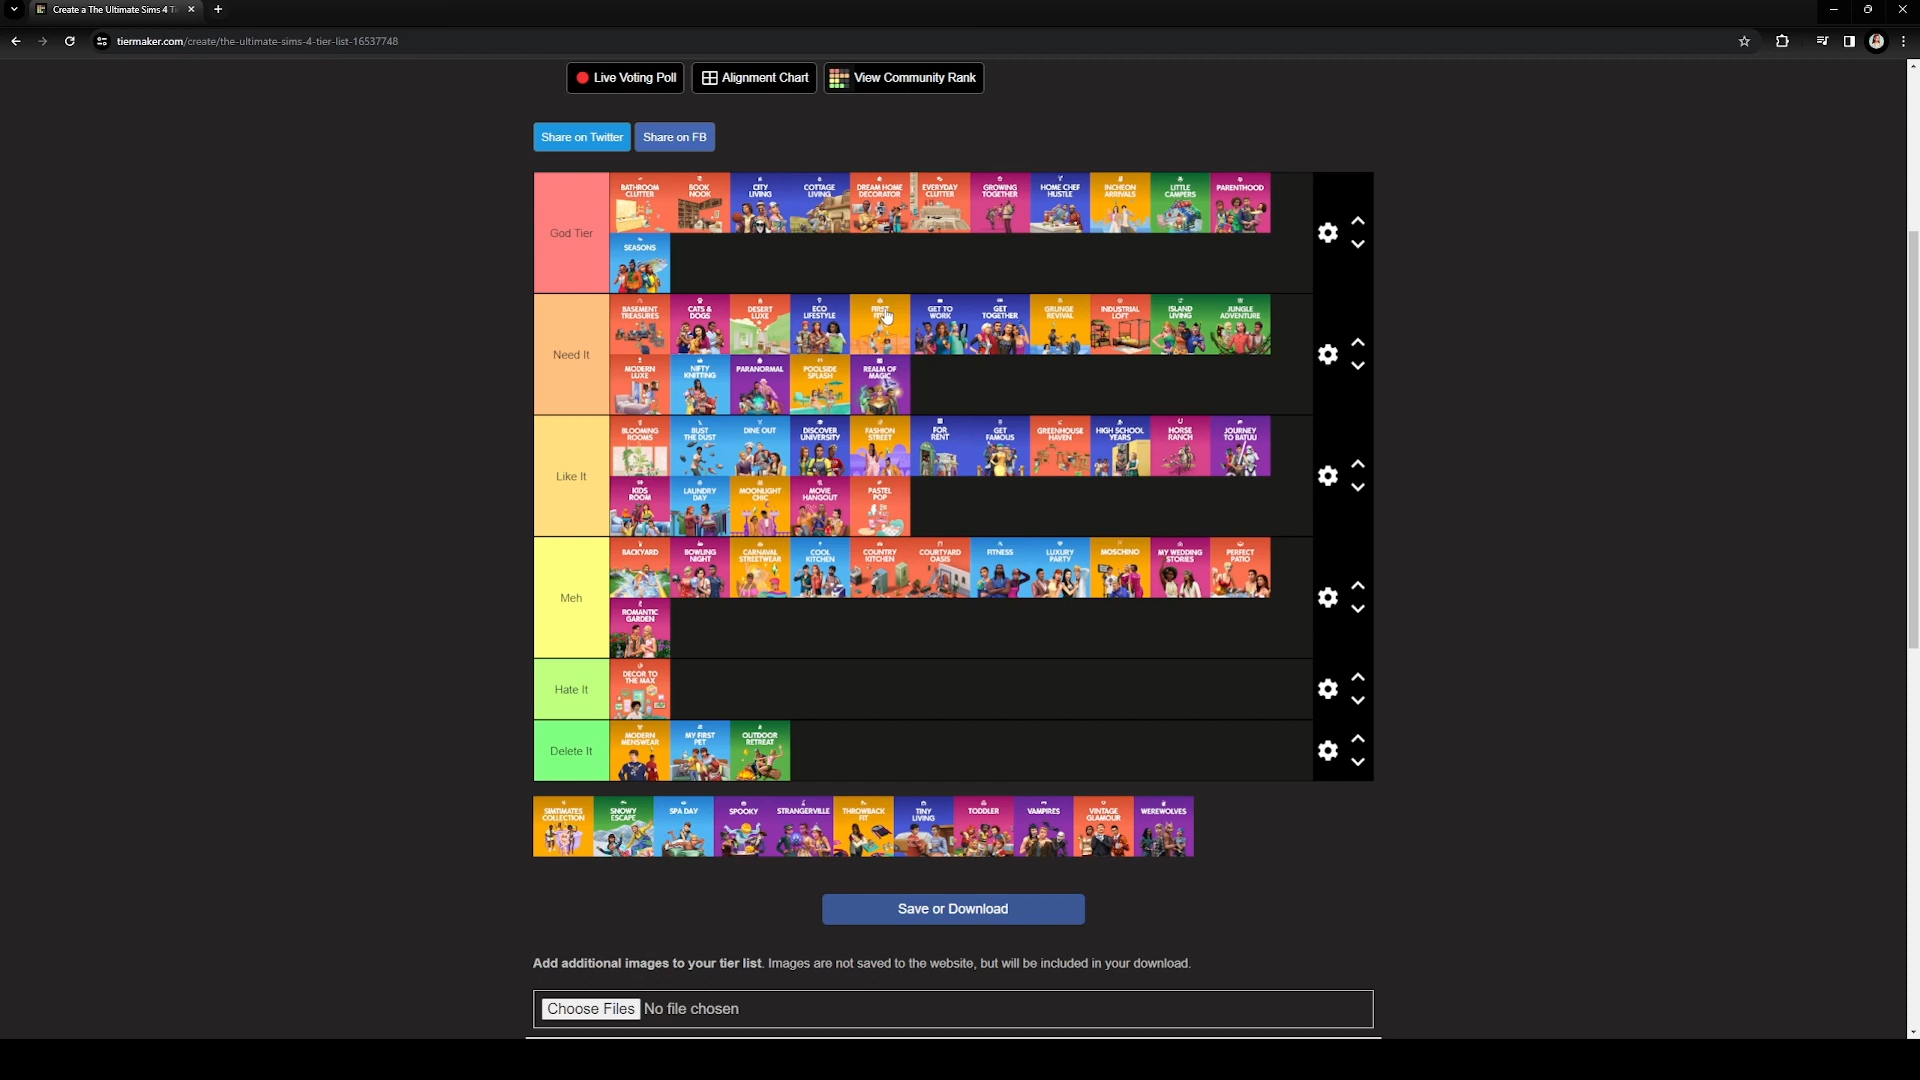 Create a The Ultimate Sims 4 Ti
tiermaker.com/create/the-ultimate-sims-4-tier-list-16537748
Live Voting Poll
Alignment Chart
View Community Rank
Share on Twitter
Share on FB
God Tier
BATHROOM CLUTTER
BOOK NOOK
CITY LIVING
COTTAGE LIVING
DREAM HOME DECORATOR
EVERYDAY CLUTTER
GROWING TOGETHER
HOME CHEF HUSTLE
INCHEON ARRIVALS
LITTLE CAMPERS
PARENTHOOD
SEASONS
Need It
BASEMENT TREASURES
CATS & DOGS
DESERT LUXE
ECO LIFESTYLE
FIRST
GET TO WORK
GET TOGETHER
GRUNGE REVIVAL
INDUSTRIAL LOFT
ISLAND LIVING
JUNGLE ADVENTURE
MODERN LUXE
NIFTY KNITTING
PARANORMAL
POOLSIDE SPLASH
REALM OF MAGIC
Like It
BLOOMING ROOMS
BUST THE DUST
DINE OUT
DISCOVER UNIVERSITY
FASHION STREET
FOR RENT
GET FAMOUS
GREENHOUSE HAVEN
HIGH SCHOOL YEARS
HORSE RANCH
JOURNEY TO BATUU
KIDS ROOM
LAUNDRY DAY
MOONLIGHT CHIC
MOVIE HANGOUT
PASTEL POP
Meh
BACKYARD
BOWLING NIGHT
CARNAVAL STREETWEAR
COOL KITCHEN
COUNTRY KITCHEN
COURTYARD OASIS
FITNESS
LUXURY PARTY
MOSCHINO
MY WEDDING STORIES
PERFECT PATIO
ROMANTIC GARDEN
Hate It
DECOR TO THE MAX
Delete It
MODERN MENSWEAR
MY FIRST PET
OUTDOOR RETREAT
SIMTIMATES COLLECTION
SNOWY ESCAPE
SPA DAY
SPOOKY
STRANGERVILLE
THROWBACK FIT
TINY LIVING
TODDLER
VAMPIRES
VINTAGE GLAMOUR
WEREWOLVES
Save or Download
Add additional images to your tier list. Images are not saved to the website, but will be included in your download.
Choose Files No file chosen